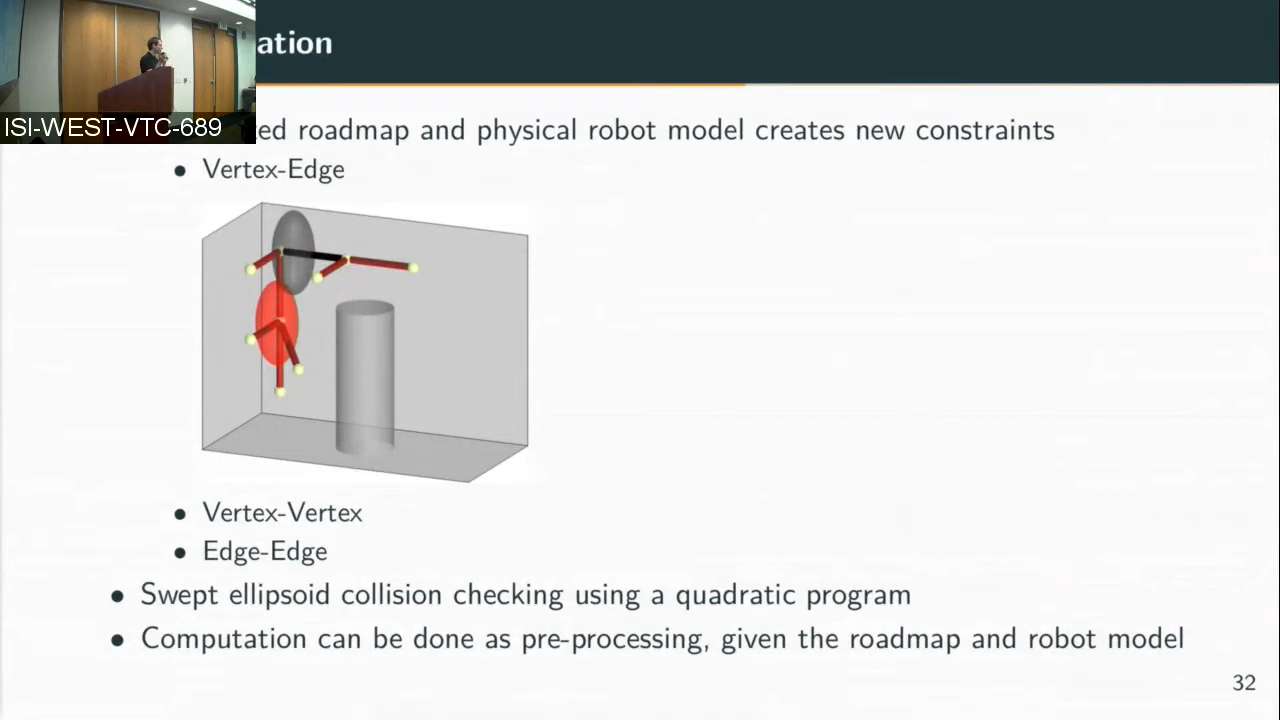 ation
ISI-WEST-VTC-689
ed roadmap and physical robot model creates new constraints
• Vertex-Edge
• Vertex-Vertex
• Edge-Edge
• Swept ellipsoid collision checking using a quadratic program
• Computation can be done as pre-processing, given the roadmap and robot model
32